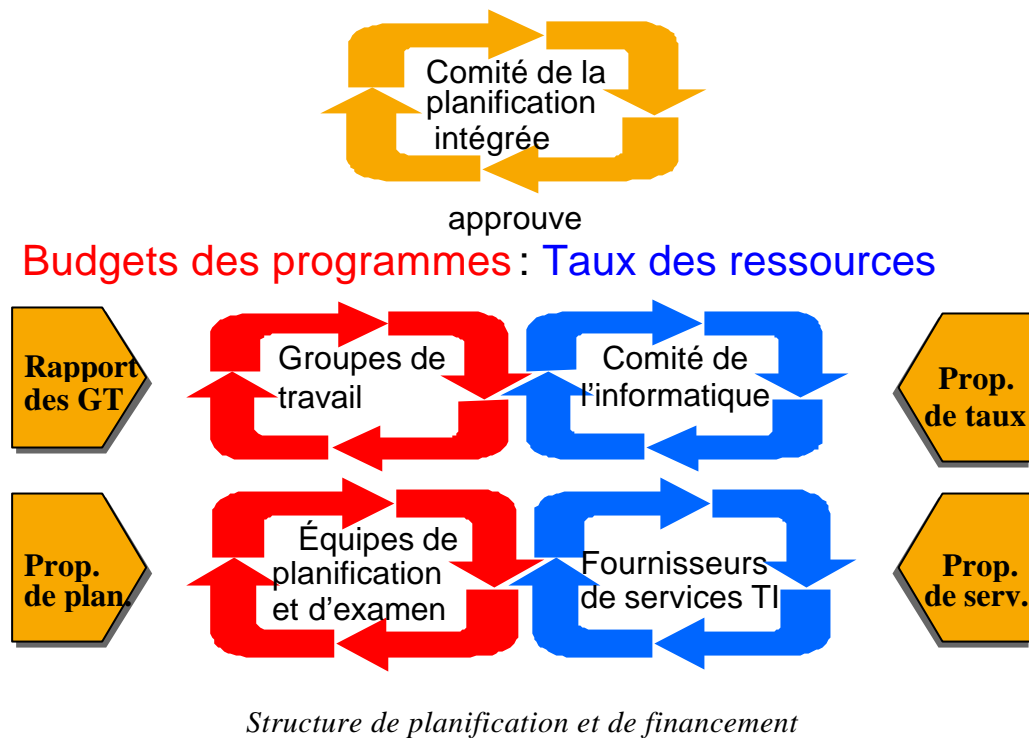 Comité de la
planification
intégrée
approuve
Budgets des programmes : Taux des ressources
Rapport
des GT
Groupes de
travail
Comité de
l'informatique
Prop.
de taux
Prop.
de plan.
Équipes de
planification
et d'examen
Fournisseurs
de services TI
Prop.
de serv.
Structure de planification et de financement